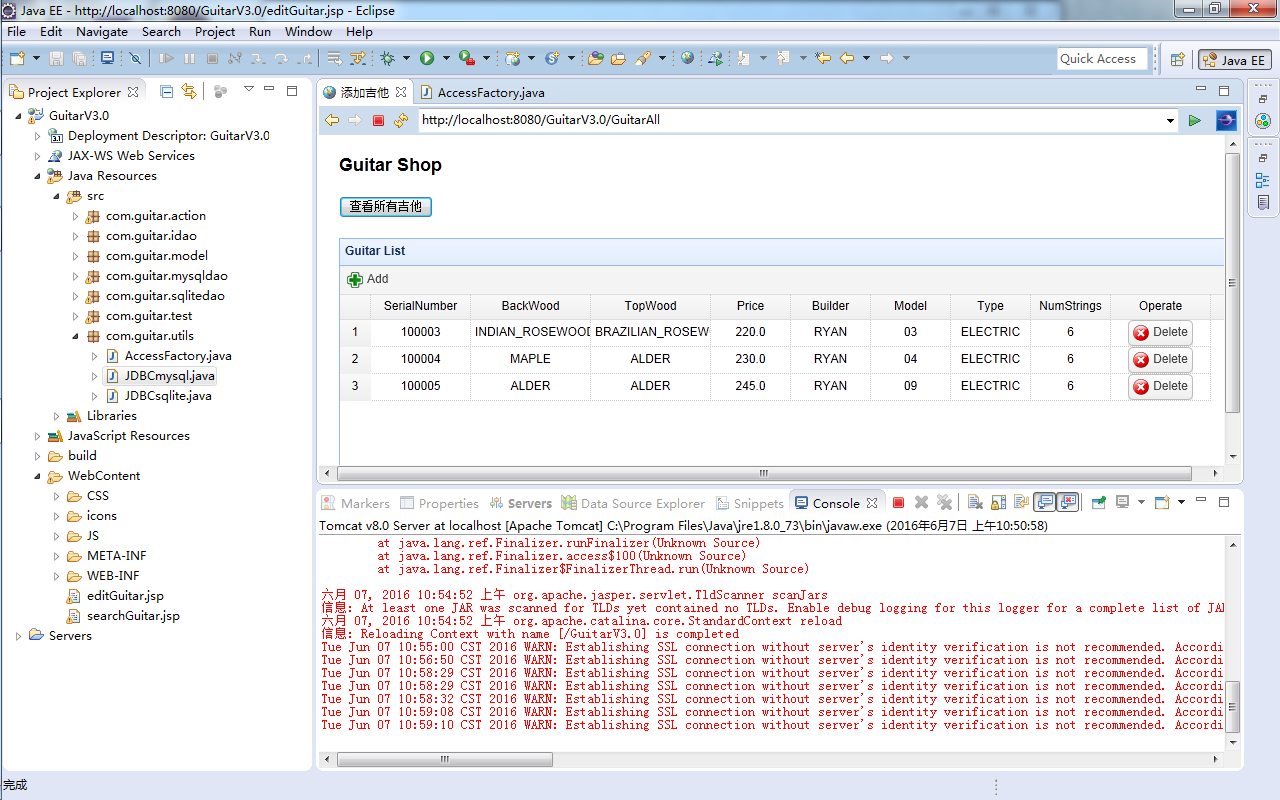 Java EE - http://localhost:8080/GuitarV3.0/editGuitar.jsp - Eclipse
File Edit Navigate Search Project Run Window Help
Quick Access
Java EE
Project Explorer
GuitarV3.0
Deployment Descriptor: GuitarV3.0
JAX-WS Web Services
Java Resources
src
com.guitar.action
com.guitar.idao
com.guitar.model
com.guitar.mysqldao
com.guitar.sqlitedao
com.guitar.test
com.guitar.utils
AccessFactory.java
JDBCmysql.java
JDBCsqlite.java
Libraries
JavaScript Resources
build
WebContent
CSS
icons
JS
META-INF
WEB-INF
editGuitar.jsp
searchGuitar.jsp
Servers
添加吉他 AccessFactory.java
http://localhost:8080/GuitarV3.0/GuitarAll
Guitar Shop
查看所有吉他
Guitar List
Add
SerialNumber BackWood TopWood Price Builder Model Type NumStrings Operate
1 100003 INDIAN_ROSEWOOD BRAZILIAN_ROSEW 220.0 RYAN 03 ELECTRIC 6 Delete
2 100004 MAPLE ALDER 230.0 RYAN 04 ELECTRIC 6 Delete
3 100005 ALDER ALDER 245.0 RYAN 09 ELECTRIC 6 Delete
Markers Properties Servers Data Source Explorer Snippets Console
Tomcat v8.0 Server at localhost [Apache Tomcat] C:\Program Files\Java\jre1.8.0_73\bin\javaw.exe (2016年6月7日 上午10:50:58)
at java.lang.ref.Finalizer.runFinalizer(Unknown Source)
at java.lang.ref.Finalizer.access$100(Unknown Source)
at java.lang.ref.Finalizer$FinalizerThread.run(Unknown Source)
六月 07, 2016 10:54:52 上午 org.apache.jasper.servlet.TldScanner scanJars
信息: At least one JAR was scanned for TLDs yet contained no TLDs. Enable debug logging for this logger for a complete list of JA
六月 07, 2016 10:54:52 上午 org.apache.catalina.core.StandardContext reload
信息: Reloading Context with name [/GuitarV3.0] is completed
Tue Jun 07 10:55:00 CST 2016 WARN: Establishing SSL connection without server's identity verification is not recommended. Accordi
Tue Jun 07 10:56:50 CST 2016 WARN: Establishing SSL connection without server's identity verification is not recommended. Accordi
Tue Jun 07 10:58:29 CST 2016 WARN: Establishing SSL connection without server's identity verification is not recommended. Accordi
Tue Jun 07 10:58:29 CST 2016 WARN: Establishing SSL connection without server's identity verification is not recommended. Accordi
Tue Jun 07 10:58:32 CST 2016 WARN: Establishing SSL connection without server's identity verification is not recommended. Accordi
Tue Jun 07 10:59:08 CST 2016 WARN: Establishing SSL connection without server's identity verification is not recommended. Accordi
Tue Jun 07 10:59:10 CST 2016 WARN: Establishing SSL connection without server's identity verification is not recommended. Accordi
完成